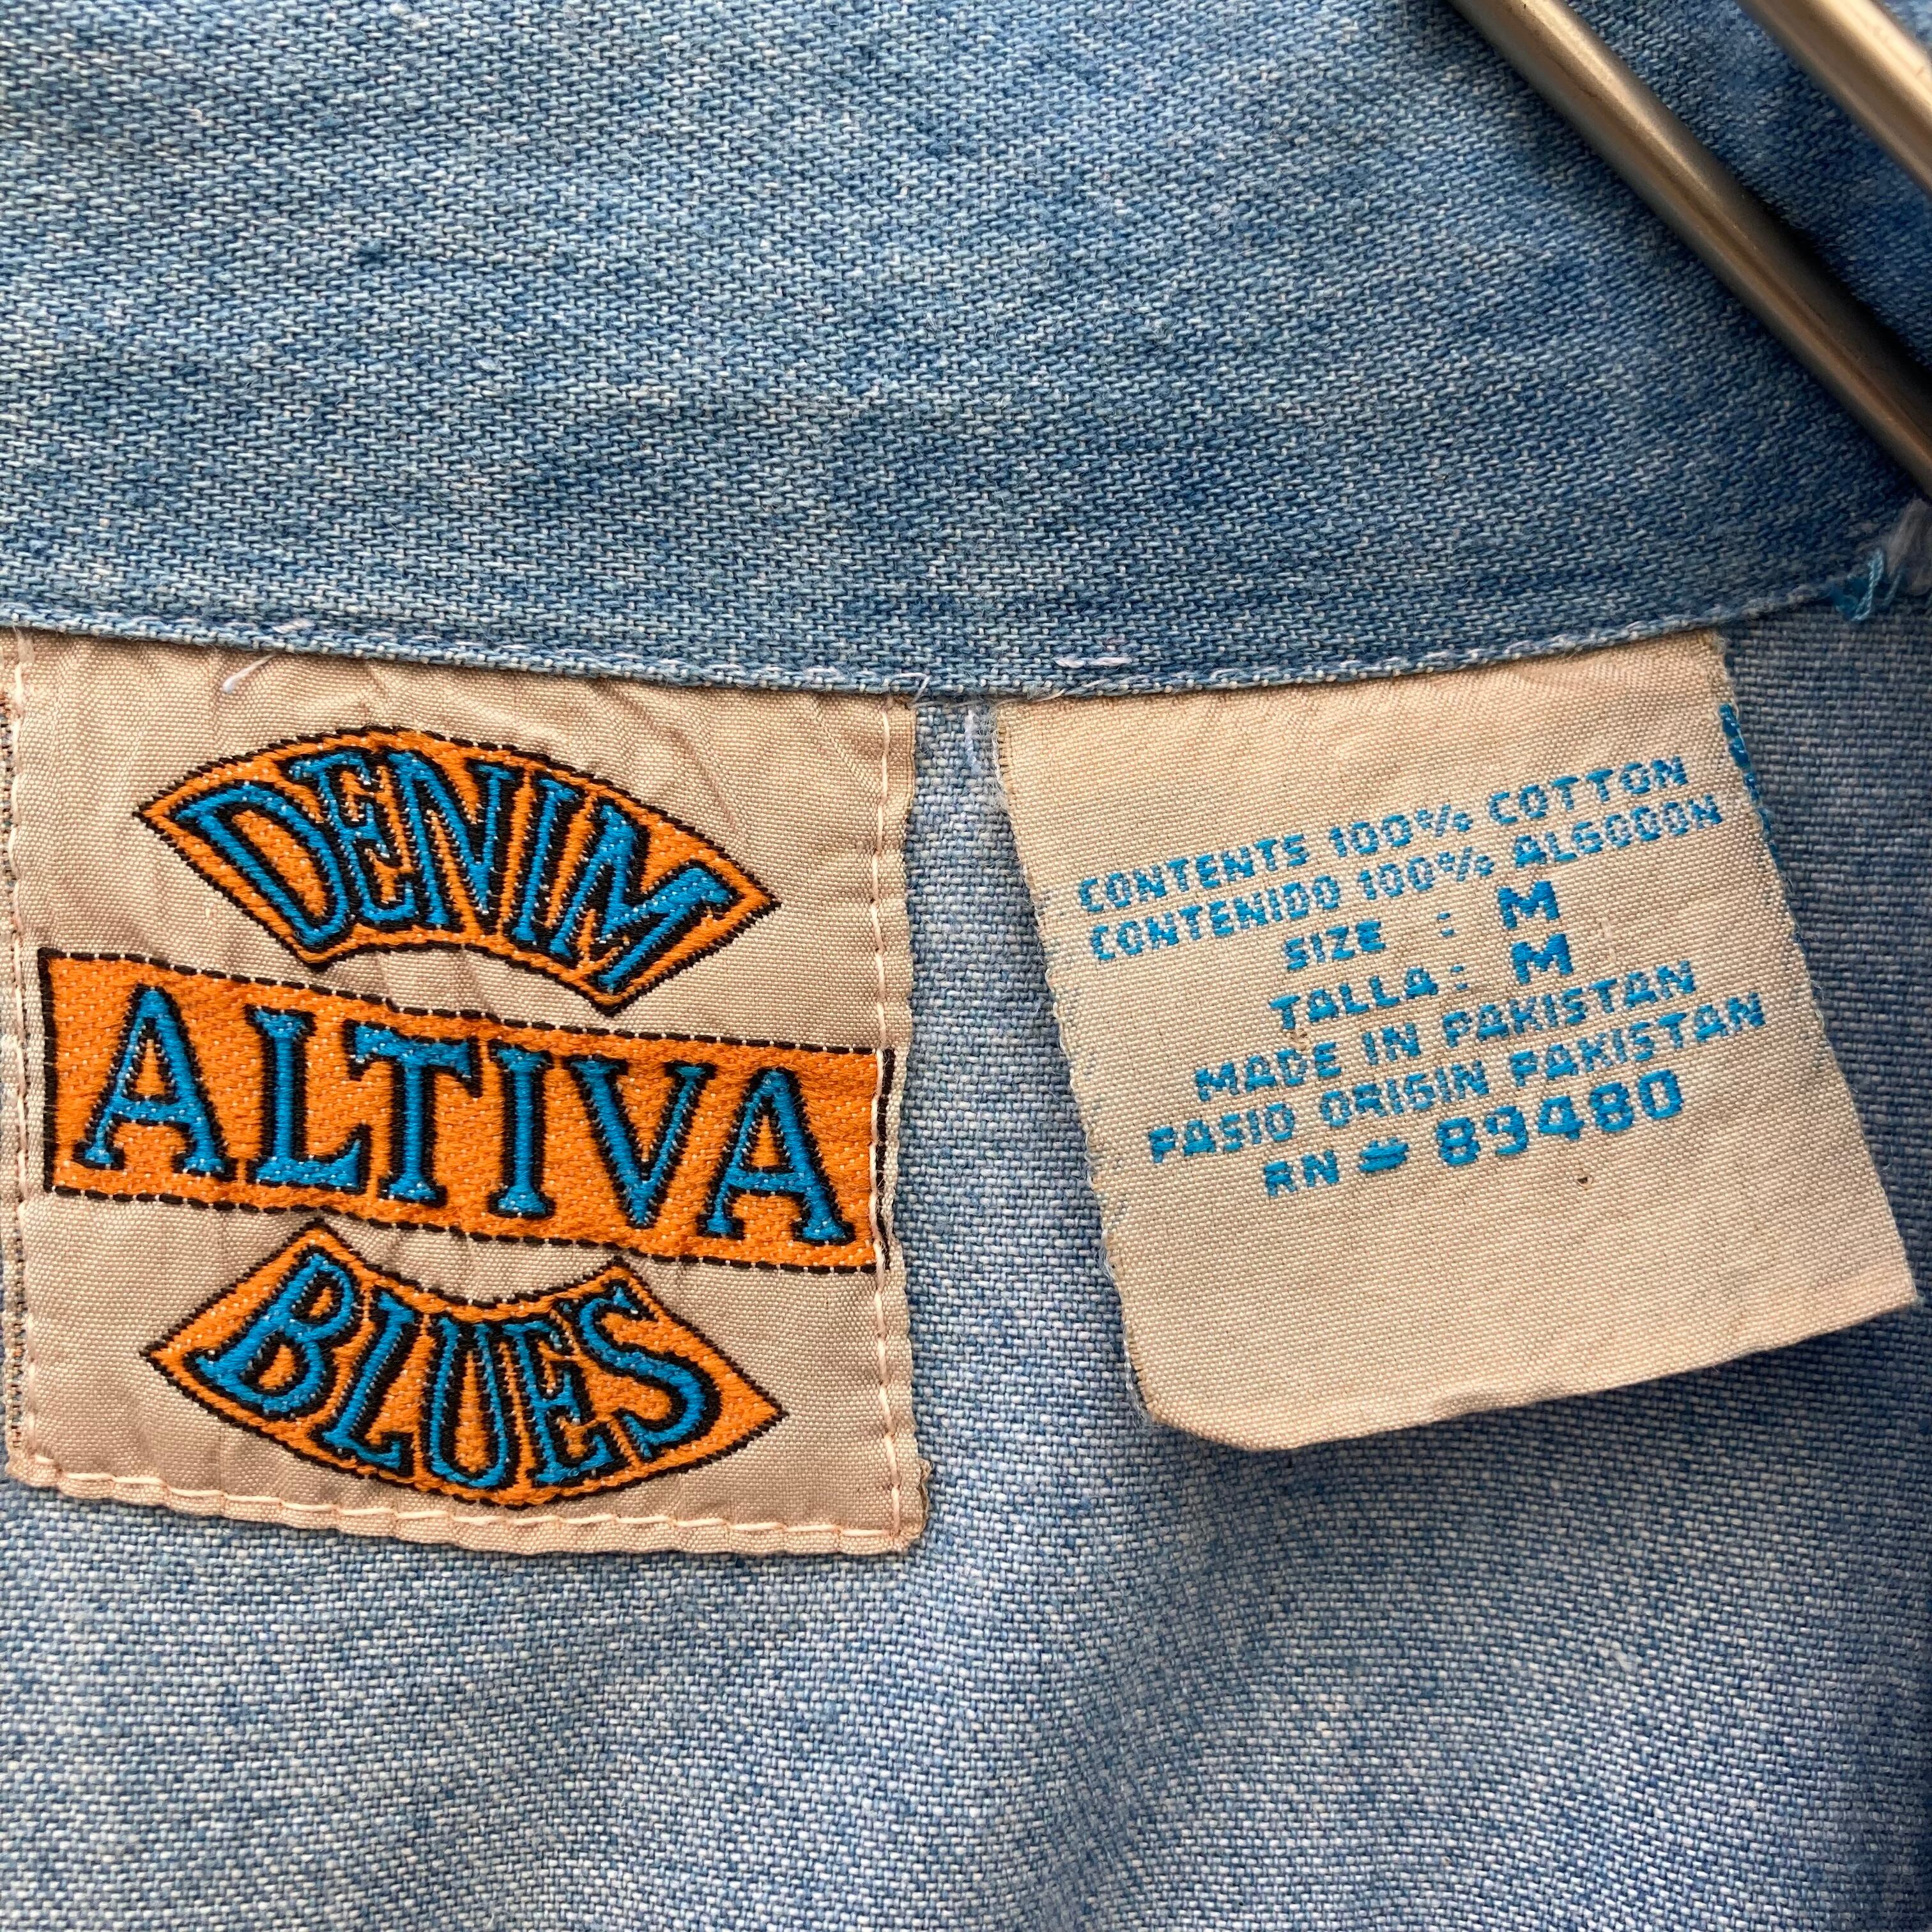 DENIM
ALTIVA
BLUES
CONTENTS 100% COTTON
CONTENIDO 100% ALGODON
SIZE : M
TALLA : M
MADE IN PAKISTAN
PASIO ORIGIN PAKISTAN
RN # 89480